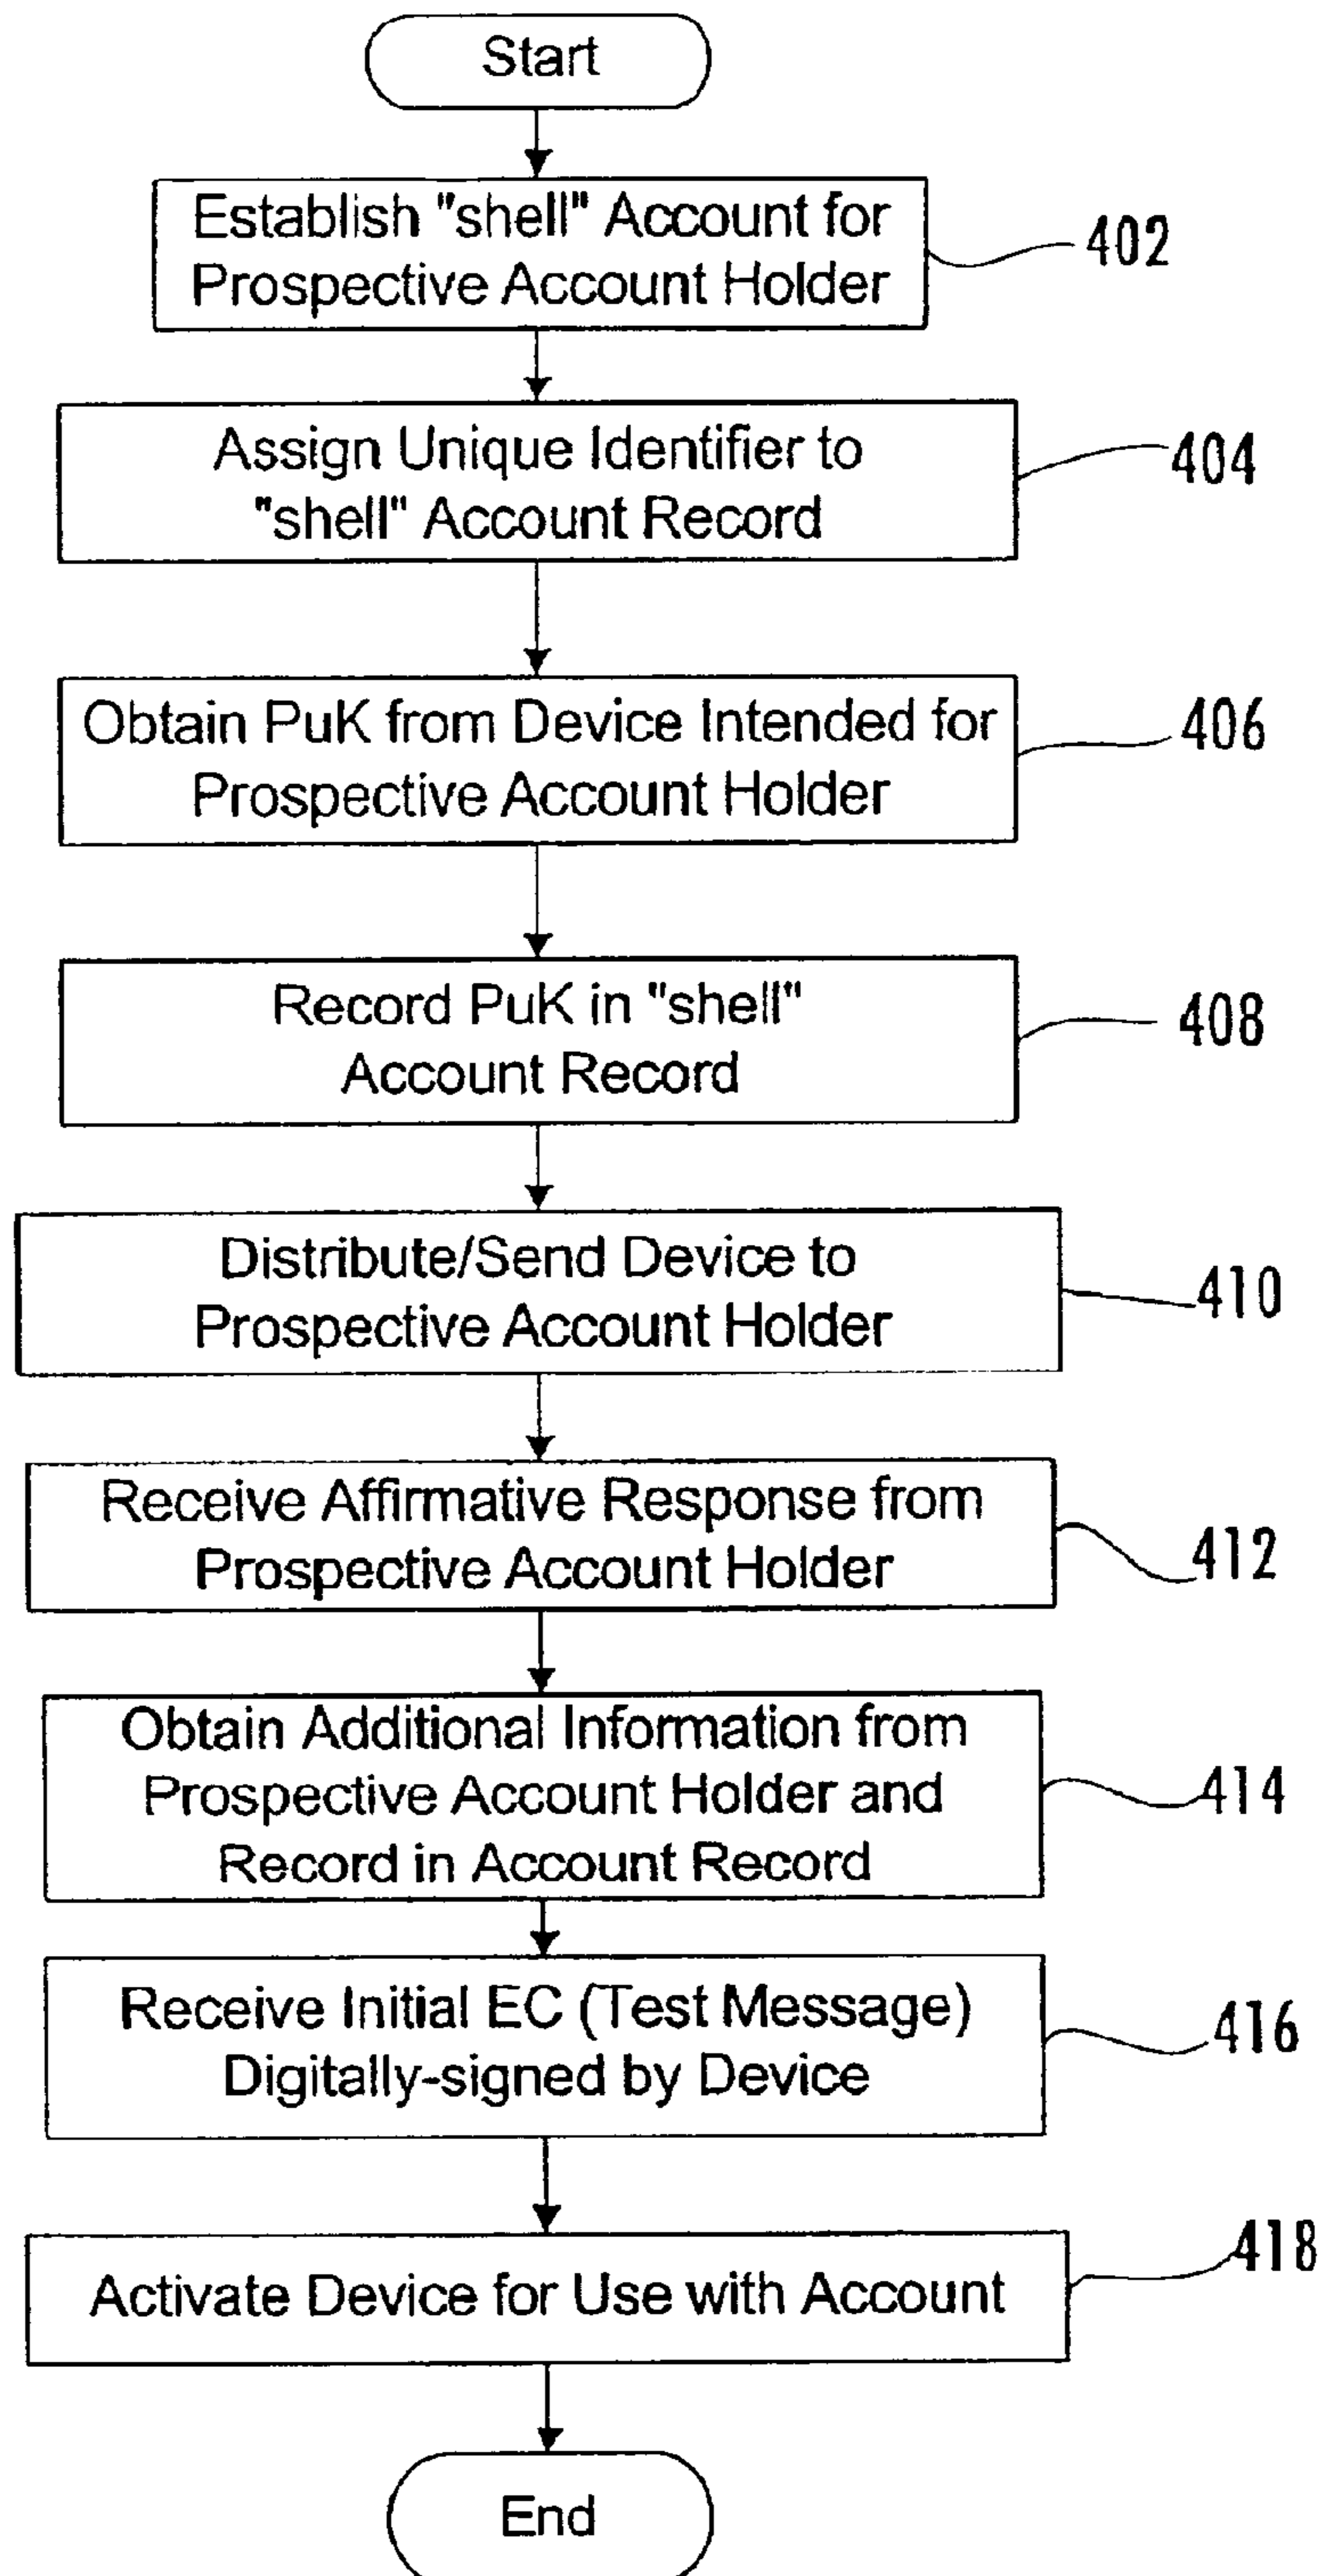 Start
Establish "shell" Account for
Prospective Account Holder
402
Assign Unique Identifier to
"shell" Account Record
404
Obtain PuK from Device Intended for
Prospective Account Holder
406
Record PuK in "shell"
Account Record
408
Distribute/Send Device to
Prospective Account Holder
410
Receive Affirmative Response from
Prospective Account Holder
412
Obtain Additional Information from
Prospective Account Holder and
Record in Account Record
414
Receive Initial EC (Test Message)
Digitally-signed by Device
416
Activate Device for Use with Account
418
End